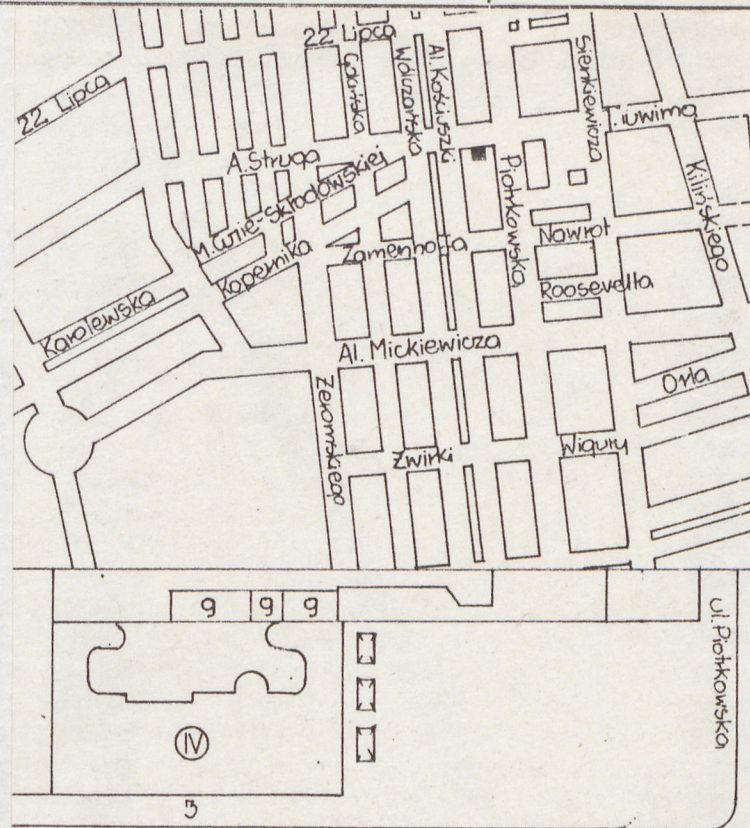 22 Lipca
22 Lipca
Gdańska
Wólczańska
Al. Kościuszki
Sienkiewicza
Tuwima
A. Struga
M. Curie-Skłodowskiej
Piotrkowska
Kilińskiego
Nawrot
Zamenhoffa
Kopernika
Roosevelta
Karolewska
Al. Mickiewicza
Orla
Żeromskiego
Żwirki
Wigury
9
9
9
ul. Piotrkowska
IV
3